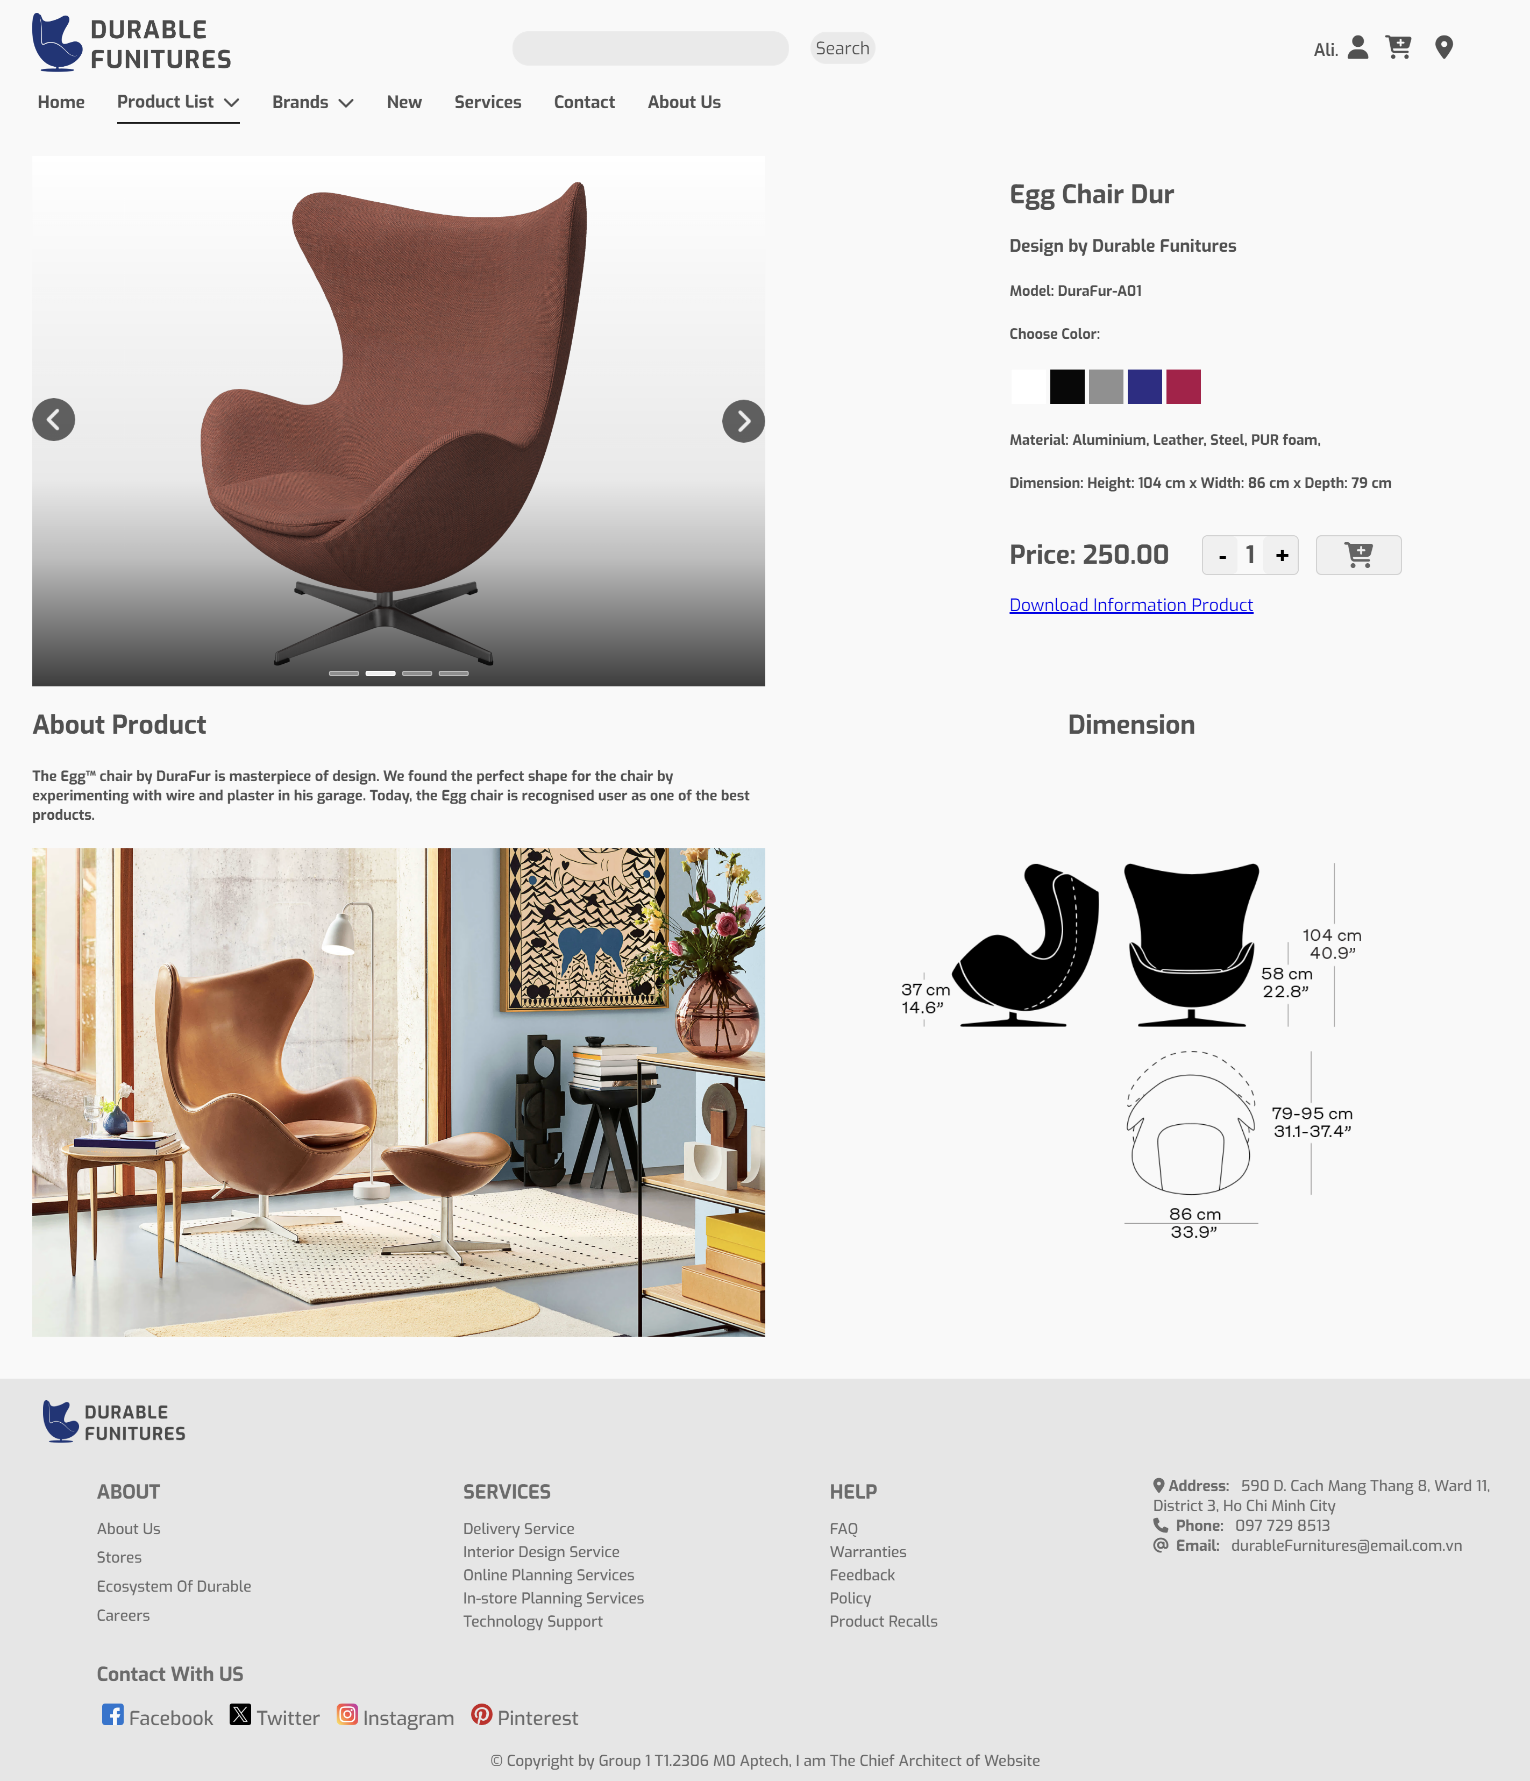 DURABLE
FUNITURES
Search
Ali.
Home Product List Brands New Services Contact About Us
Egg Chair Dur
Design by Durable Funitures
Model: DuraFur-A01
Choose Color:
Material: Aluminium, Leather, Steel, PUR foam,
Dimension: Height: 104 cm x Width: 86 cm x Depth: 79 cm
Price: 250.00 - 1 +
Download Information Product
About Product
The Egg™ chair by DuraFur is masterpiece of design. We found the perfect shape for the chair by
experimenting with wire and plaster in his garage. Today, the Egg chair is recognised user as one of the best
products.
Dimension
104 cm
40.9”
58 cm
22.8”
37 cm
14.6”
79-95 cm
31.1-37.4”
86 cm
33.9”
DURABLE
FUNITURES
ABOUT
About Us
Stores
Ecosystem Of Durable
Careers
SERVICES
Delivery Service
Interior Design Service
Online Planning Services
In-store Planning Services
Technology Support
HELP
FAQ
Warranties
Feedback
Policy
Product Recalls
Address: 590 D. Cach Mang Thang 8, Ward 11,
District 3, Ho Chi Minh City
Phone: 097 729 8513
Email: durableFurnitures@email.com.vn
Contact With US
Facebook Twitter Instagram Pinterest
© Copyright by Group 1 T1.2306 M0 Aptech, I am The Chief Architect of Website